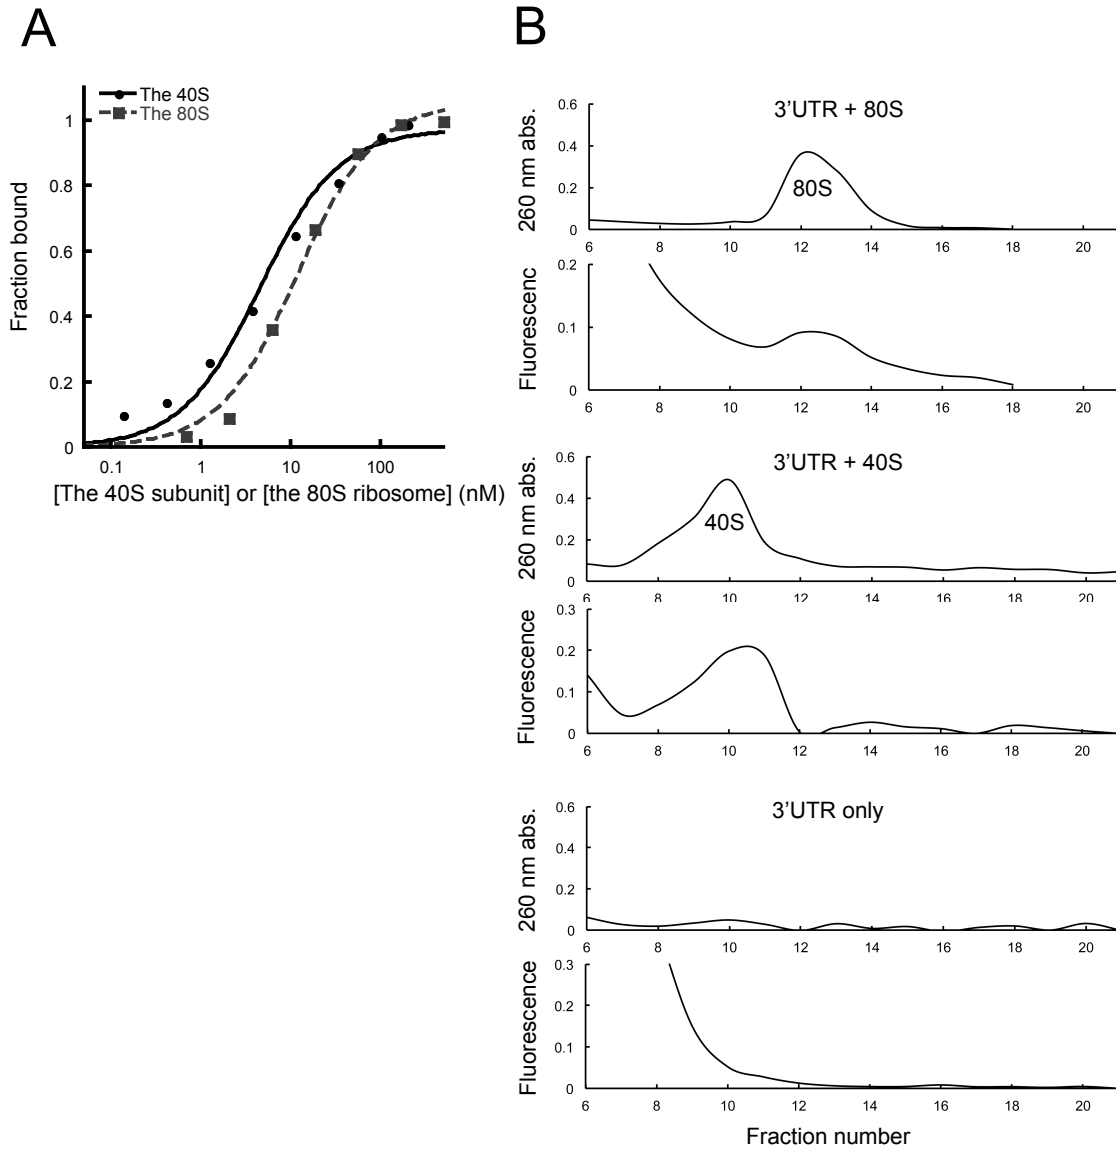 A
The 40S
The 80S
1
0.8
0.6
0.4
0.2
0
Fraction bound
0.1 1 10 100
[The 40S subunit] or [the 80S ribosome] (nM)
B
3'UTR + 80S
260 nm abs.
0.6
0.4
0.2
0
80S
6 8 10 12 14 16 18 20
Fluorescenc
0.2
0.1
0
6 8 10 12 14 16 18 20
3'UTR + 40S
260 nm abs.
0.6
0.4
0.2
0
40S
6 8 10 12 14 16 18 20
Fluorescence
0.3
0.2
0.1
0
6 8 10 12 14 16 18 20
3'UTR only
260 nm abs.
0.6
0.4
0.2
0
6 8 10 12 14 16 18 20
Fluorescence
0.3
0.2
0.1
0
6 8 10 12 14 16 18 20
Fraction number